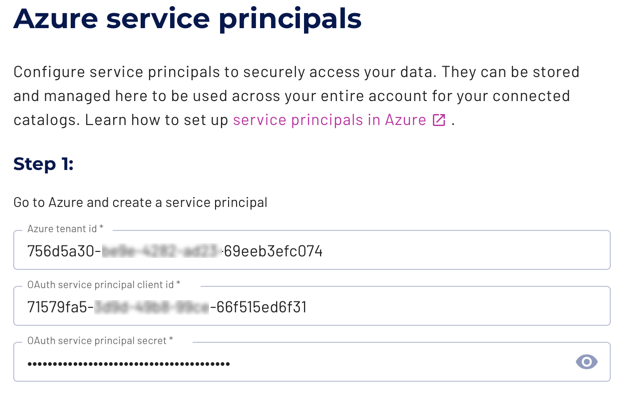 Azure service principals
Configure service principals to securely access your data. They can be stored
and managed here to be used across your entire account for your connected
catalogs. Learn how to set up service principals in Azure .
Step 1:
Go to Azure and create a service principal
Azure tenant id *
756d5a30- -69eeb3efc074
OAuth service principal client id *
71579fa5- -66f515ed6f31
OAuth service principal secret *